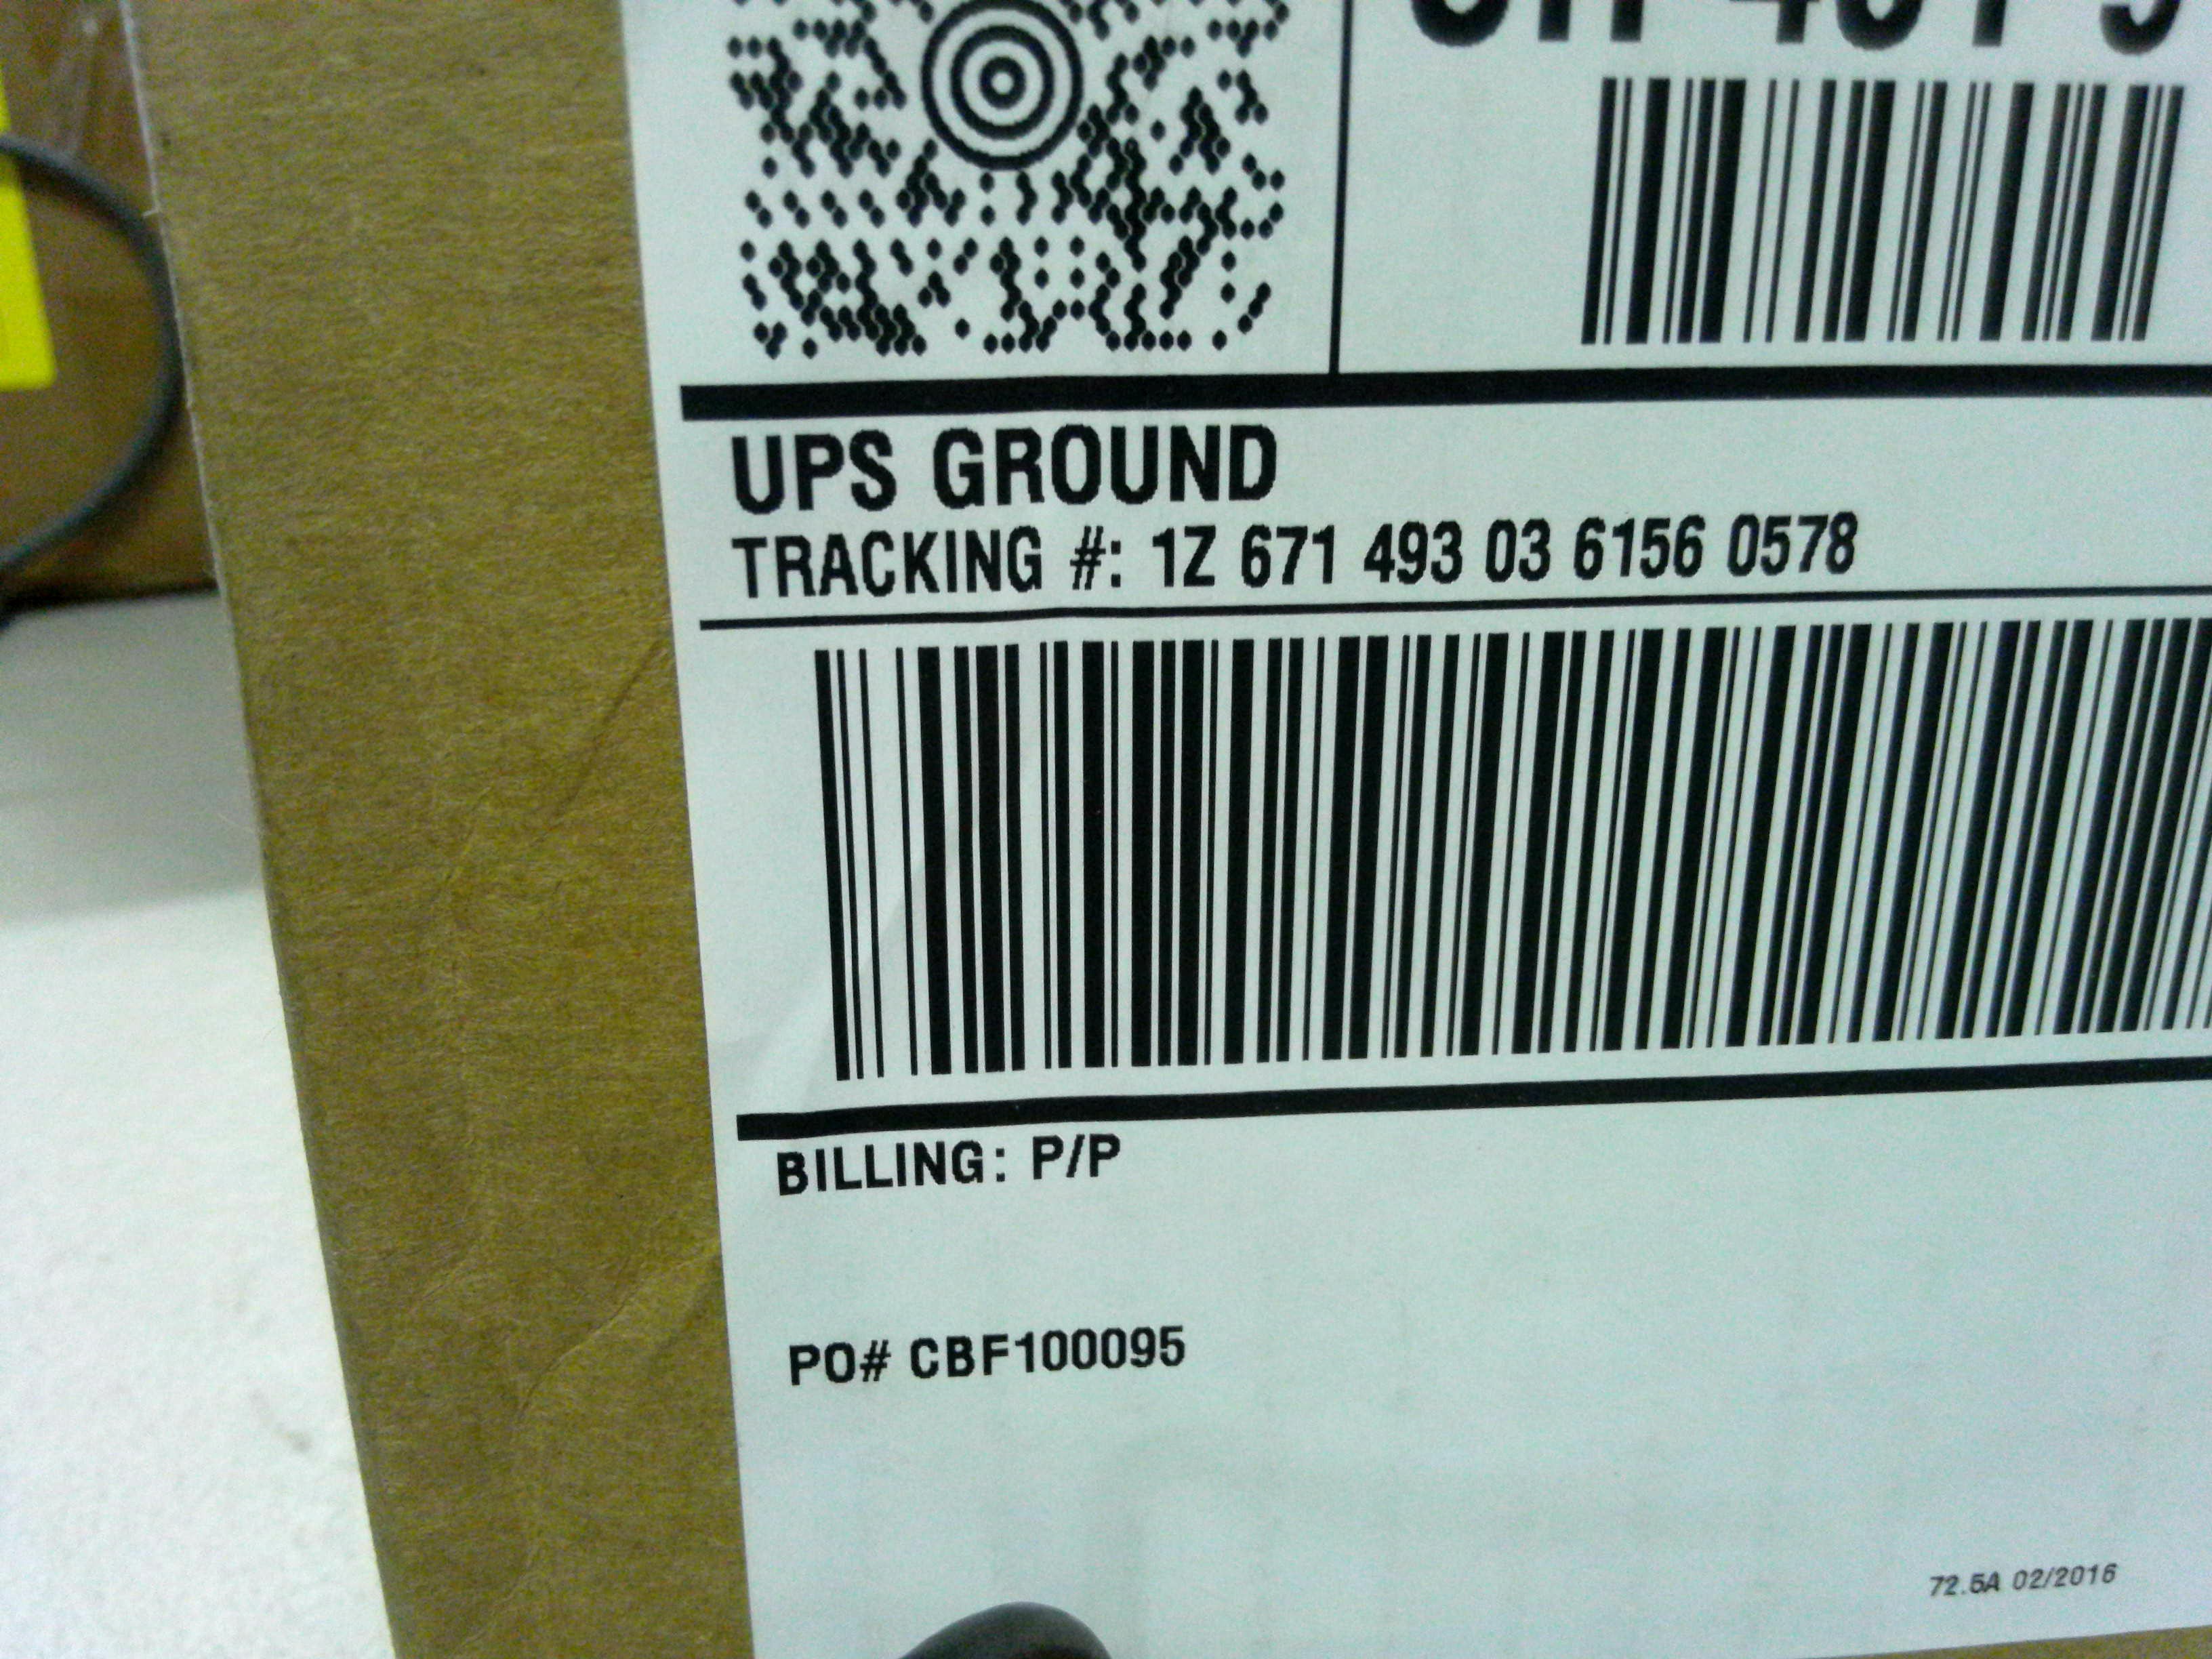 UPS GROUND
TRACKING #: 1Z 671 493 03 6156 0578
BILLING: P/P
PO# CBF100095
72.5A 02/2016